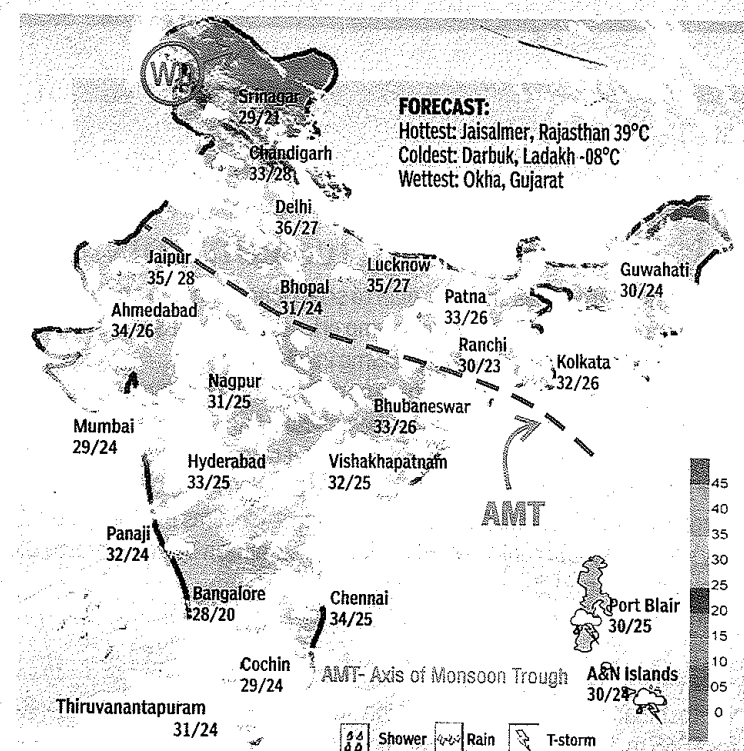 WD
FORECAST:
Hottest: Jaisalmer, Rajasthan 39°C
Coldest: Darbuk, Ladakh -08°C
Wettest: Okha, Gujarat
Srinagar
29/21
Chandigarh
33/28
Delhi
36/27
Jaipur
35/ 28
Lucknow
35/27
Guwahati
30/24
Bhopal
31/24
Patna
33/26
Ahmedabad
34/26
Ranchi
30/23
Kolkata
32/26
Nagpur
31/25
Bhubaneswar
33/26
Mumbai
29/24
Hyderabad
33/25
Vishakhapatnam
32/25
AMT
Panaji
32/24
Bangalore
28/20
Chennai
34/25
Port Blair
30/25
Cochin
29/24
AMT- Axis of Monsoon Trough
A&N Islands
30/24
Thiruvanantapuram
31/24
45
40
35
30
25
20
15
10
05
0
Shower
Rain
T-storm